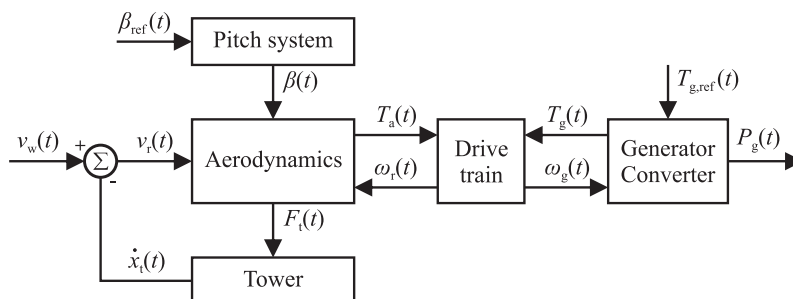 β_ref(t)
Pitch system
β(t)
T_g,ref(t)
v_w(t)
+
Σ
-
v_r(t)
Aerodynamics
T_a(t)
ω_r(t)
Drive
train
T_g(t)
ω_g(t)
Generator
Converter
P_g(t)
F_t(t)
ẋ_t(t)
Tower